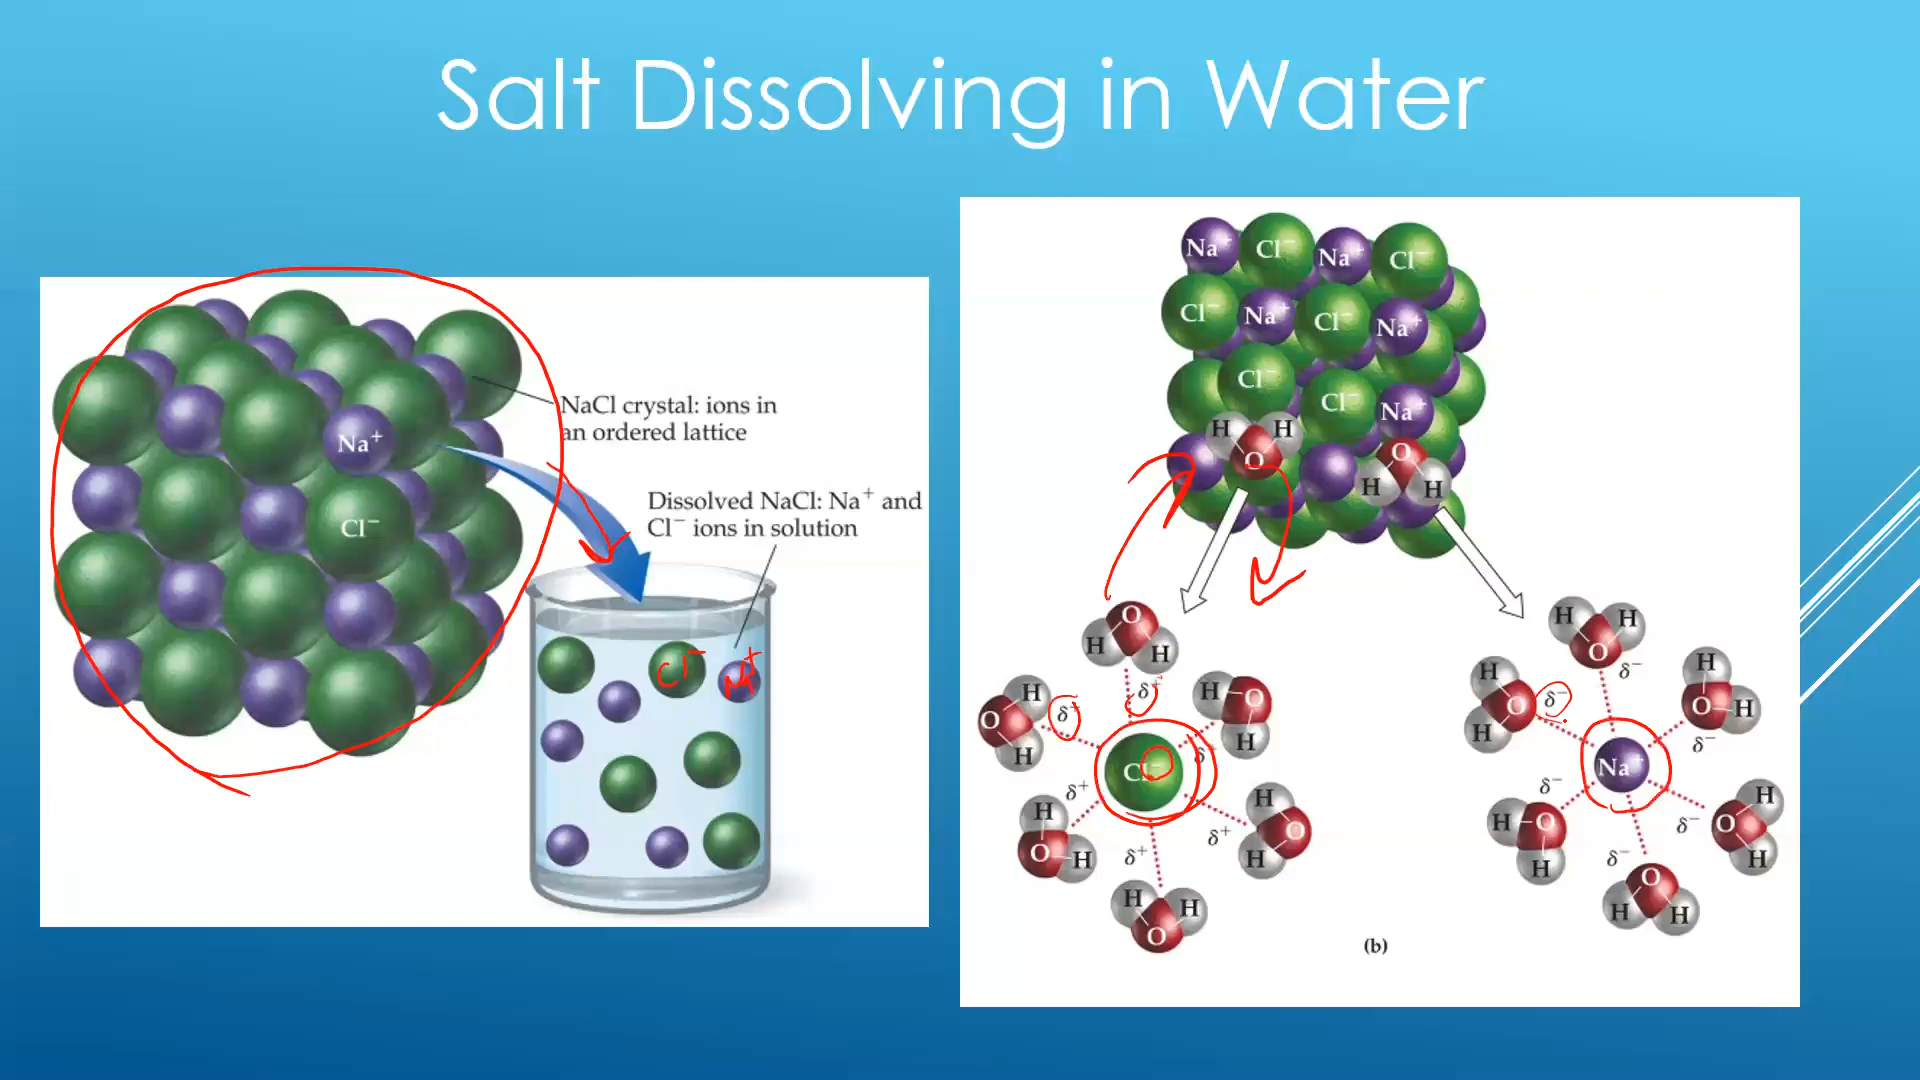 Salt Dissolving in Water
NaCl crystal: ions in
an ordered lattice
Na⁺
Cl⁻
Dissolved NaCl: Na⁺ and
Cl⁻ ions in solution
Cl⁻
Na⁺
Na⁺ Cl⁻ Na⁺ Cl⁻
Cl⁻ Na⁺ Cl⁻ Na⁺
Cl⁻
Cl⁻ Na⁺
H H
O
O
H H
O
H H
δ⁺
H O
H
δ⁺
H
O
H
δ⁺
Cl⁻
H
O H
δ⁺
H
O
H
δ⁺
H H
O
δ⁺
H H
O
δ⁻
H
O
H
δ⁻
H
O H
δ⁻
Na⁺
H O
H
δ⁻
H
O
H
δ⁻
O
H H
δ⁻
(b)